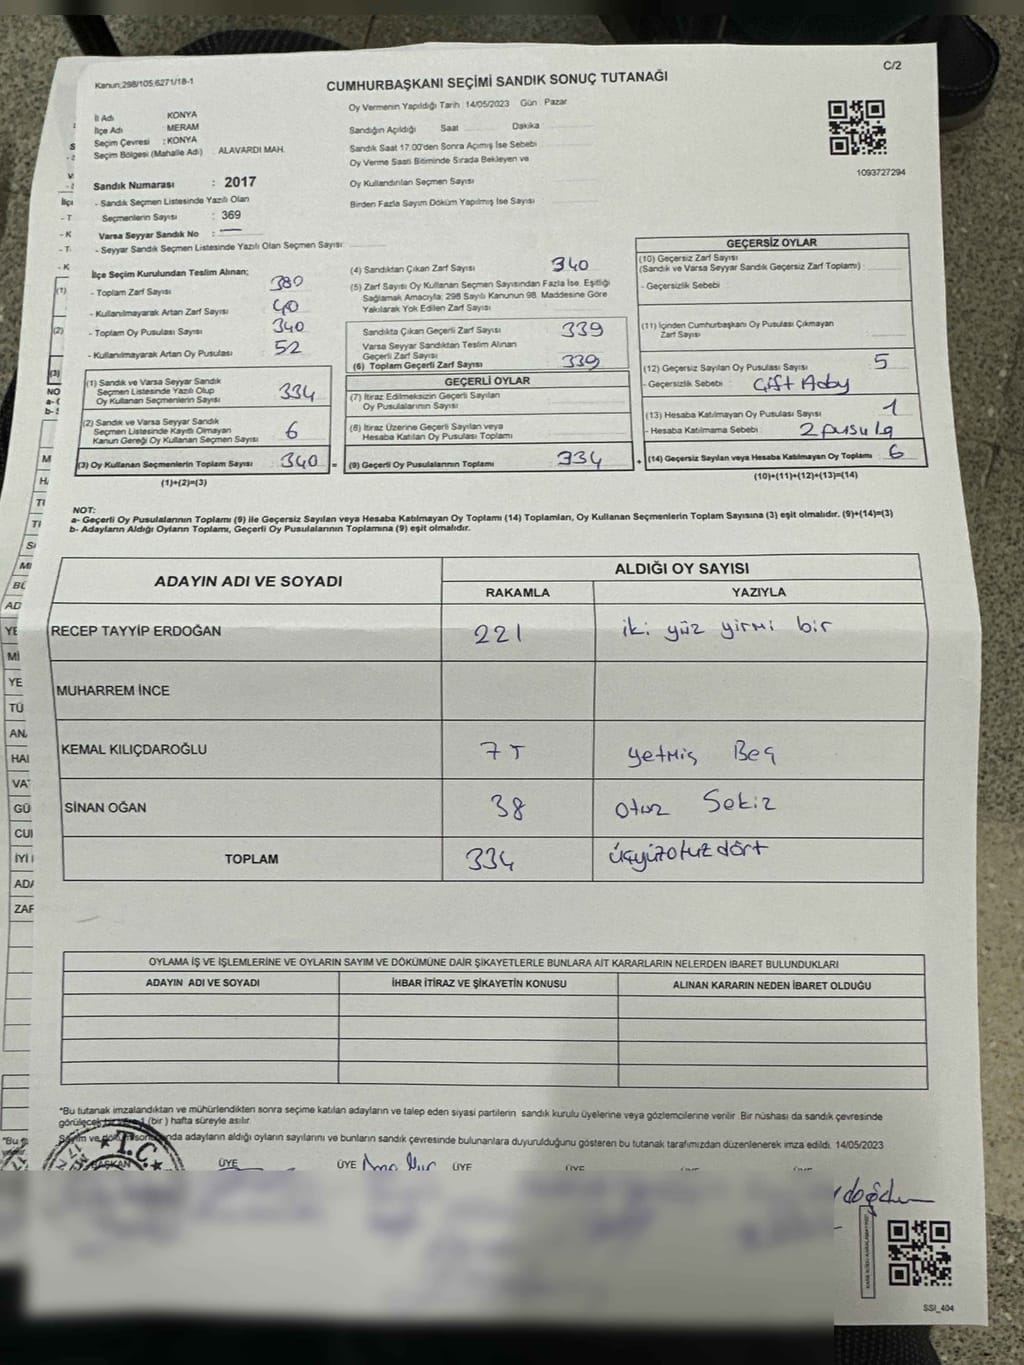 Kanun;298/105;6271/18-1
CUMHURBAŞKANI SEÇİMİ SANDIK SONUÇ TUTANAĞI
C/2
İl Adı KONYA
İlçe Adı MERAM
Seçim Çevresi : KONYA
Seçim Bölgesi (Mahalle Adı) : ALAVARDI MAH.
Oy Vermenin Yapıldığı Tarih 14/05/2023 Gün Pazar
Sandığın Açıldığı Saat Dakika
Sandık Saat 17.00'den Sonra Açılmış İse Sebebi
Oy Verme Saati Bitiminde Sırada Bekleyen ve
Oy Kullandırılan Seçmen Sayısı
Birden Fazla Sayım Döküm Yapılmış İse Sayısı
1093727294
Sandık Numarası : 2017
- Sandık Seçmen Listesinde Yazılı Olan
Seçmenlerin Sayısı : 369
Varsa Seyyar Sandık No :
- Seyyar Sandık Seçmen Listesinde Yazılı Olan Seçmen Sayısı:
İlçe Seçim Kurulundan Teslim Alınan;
- Toplam Zarf Sayısı 380
- Kullanılmayarak Artan Zarf Sayısı 40
- Toplam Oy Pusulası Sayısı 340
- Kullanılmayarak Artan Oy Pusulası 52
(1) Sandık ve Varsa Seyyar Sandık
Seçmen Listesinde Yazılı Olup
Oy Kullanan Seçmenlerin Sayısı 334
(2) Sandık ve Varsa Seyyar Sandık
Seçmen Listesinde Kayıtlı Olmayan
Kanun Gereği Oy Kullanan Seçmen Sayısı 6
(3) Oy Kullanan Seçmenlerin Toplam Sayısı 340 =
(1)+(2)=(3)
(4) Sandıktan Çıkan Zarf Sayısı 340
(5) Zarf Sayısı Oy Kullanan Seçmen Sayısından Fazla İse, Eşitliği
Sağlamak Amacıyla; 298 Sayılı Kanunun 98. Maddesine Göre
Yakılarak Yok Edilen Zarf Sayısı
Sandıkta Çıkan Geçerli Zarf Sayısı 339
Varsa Seyyar Sandıktan Teslim Alınan
Geçerli Zarf Sayısı
(6) Toplam Geçerli Zarf Sayısı 339
GEÇERLİ OYLAR
(7) İtiraz Edilmeksizin Geçerli Sayılan
Oy Pusulalarının Sayısı
(8) İtiraz Üzerine Geçerli Sayılan veya
Hesaba Katılan Oy Pusulası Toplamı
(9) Geçerli Oy Pusulalarının Toplamı 334 +
GEÇERSİZ OYLAR
(10) Geçersiz Zarf Sayısı
(Sandık ve Varsa Seyyar Sandık Geçersiz Zarf Toplamı) :
- Geçersizlik Sebebi
(11) İçinden Cumhurbaşkanı Oy Pusulası Çıkmayan
Zarf Sayısı
(12) Geçersiz Sayılan Oy Pusulası Sayısı 5
- Geçersizlik Sebebi : Çift Aday
(13) Hesaba Katılmayan Oy Pusulası Sayısı 1
- Hesaba Katılmama Sebebi : 2 pusula
(14) Geçersiz Sayılan veya Hesaba Katılmayan Oy Toplamı 6
(10)+(11)+(12)+(13)=(14)
NOT:
a- Geçerli Oy Pusulalarının Toplamı (9) ile Geçersiz Sayılan veya Hesaba Katılmayan Oy Toplamı (14) Toplamları, Oy Kullanan Seçmenlerin Toplam Sayısına (3) eşit olmalıdır. (9)+(14)=(3)
b- Adayların Aldığı Oyların Toplamı, Geçerli Oy Pusulalarının Toplamına (9) eşit olmalıdır.
ADAYIN ADI VE SOYADI ALDIĞI OY SAYISI
RAKAMLA YAZIYLA
RECEP TAYYİP ERDOĞAN 221 iki yüz yirmi bir
MUHARREM İNCE
KEMAL KILIÇDAROĞLU 75 yetmiş Beş
SİNAN OĞAN 38 otuz Sekiz
TOPLAM 334 üçyüzotuzdört
OYLAMA İŞ VE İŞLEMLERİNE VE OYLARIN SAYIM VE DÖKÜMÜNE DAİR ŞİKAYETLERLE BUNLARA AİT KARARLARIN NELERDEN İBARET BULUNDUKLARI
ADAYIN ADI VE SOYADI İHBAR İTİRAZ VE ŞİKAYETİN KONUSU ALINAN KARARIN NEDEN İBARET OLDUĞU
*Bu tutanak imzalandıktan ve mühürlendikten sonra seçime katılan adayların ve talep eden siyasi partilerin sandık kurulu üyelerine veya gözlemcilerine verilir. Bir nüshası da sandık çevresinde
görülecek bir yere 1 (bir) hafta süreyle asılır.
Sayım ve döküm sonucunda adayların aldığı oyların sayılarını ve bunların sandık çevresinde bulunanlara duyurulduğunu gösteren bu tutanak tarafımızdan düzenlenerek imza edildi. 14/05/2023
T.C.
BAŞKAN ÜYE ÜYE ÜYE
SSI_404